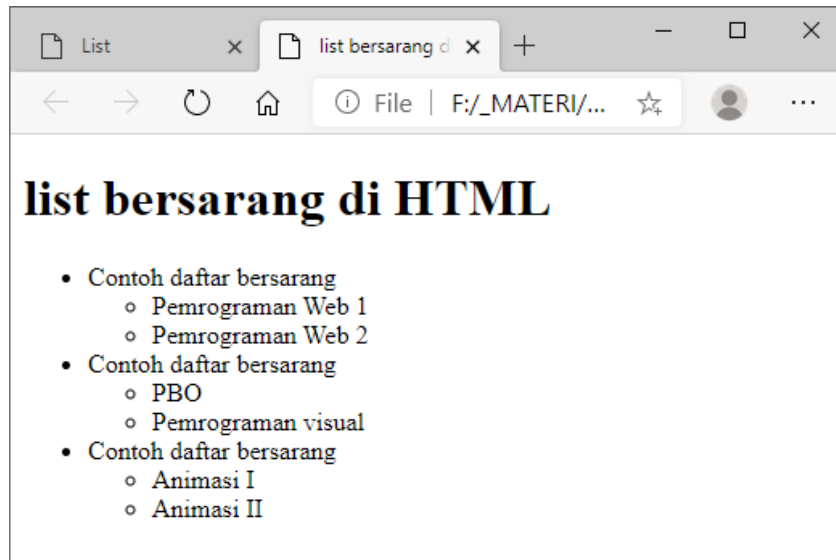 List
list bersarang d
File
F:/_MATERI/...
list bersarang di HTML
Contoh daftar bersarang
Pemrograman Web 1
Pemrograman Web 2
Contoh daftar bersarang
PBO
Pemrograman visual
Contoh daftar bersarang
Animasi I
Animasi II